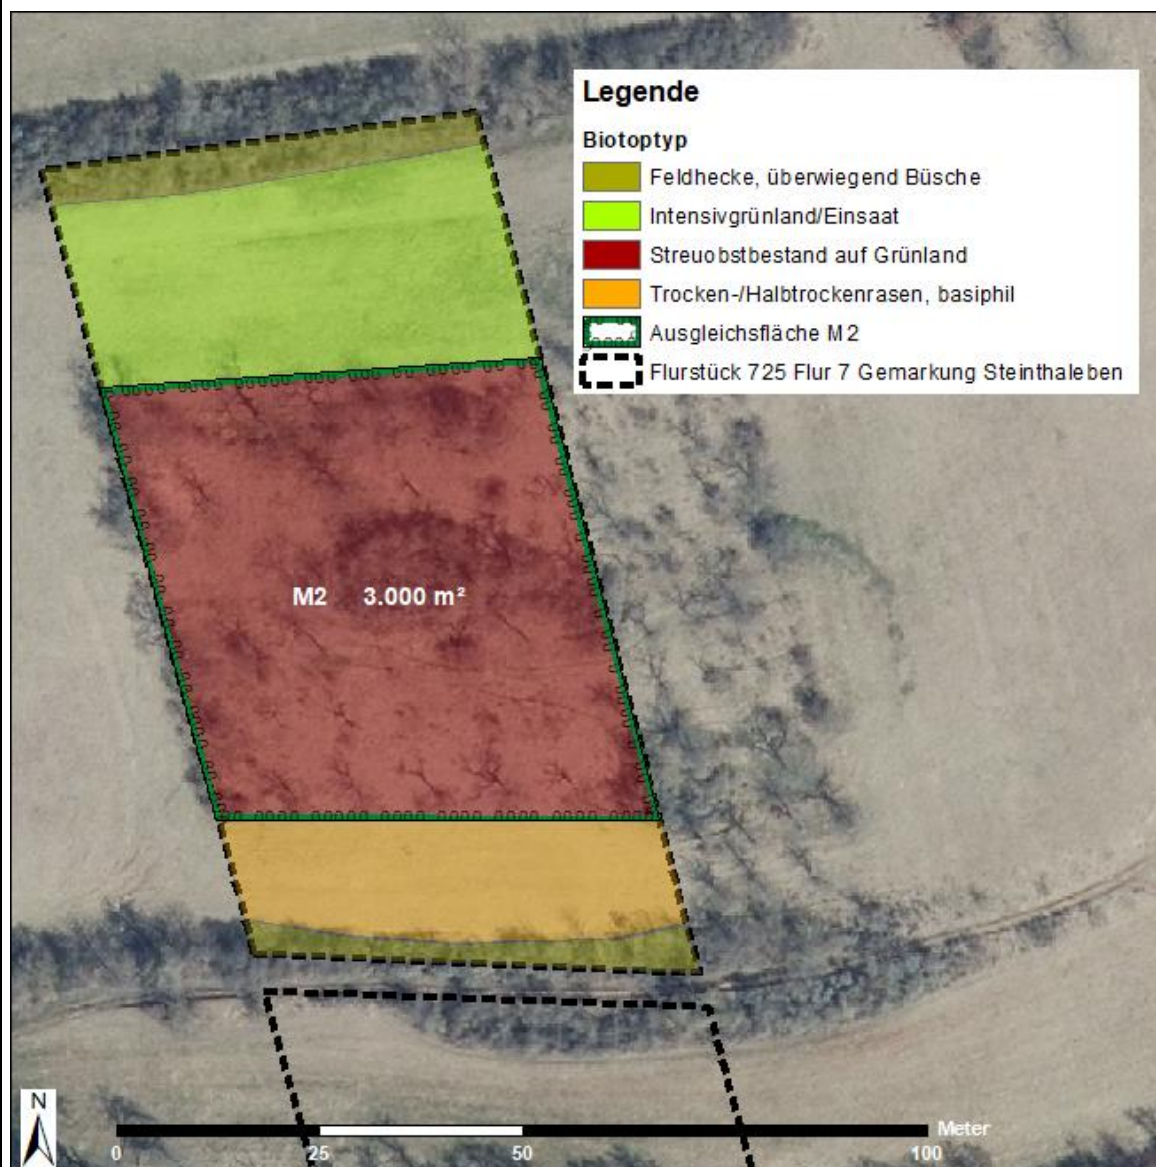 Legende
Biotoptyp
Feldhecke, überwiegend Büsche
Intensivgrünland/Einsaat
Streuobstbestand auf Grünland
Trocken-/Halbtrockenrasen, basiphil
Ausgleichsfläche M2
Flurstück 725 Flur 7 Gemarkung Steinthaleben
M2 3.000 m²
N
Meter
0 25 50 100